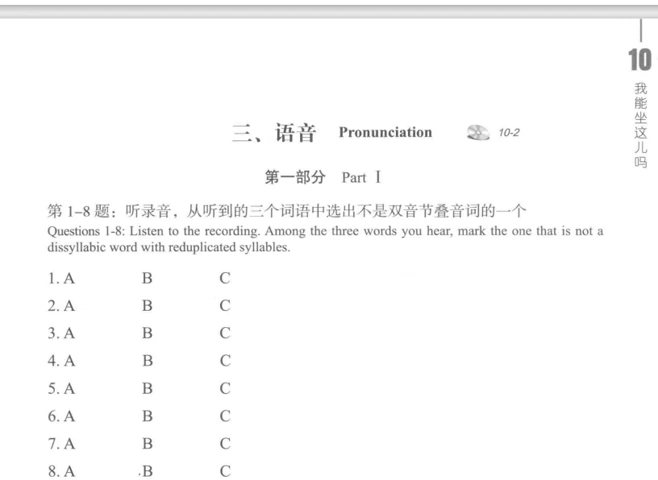 10
我能坐这儿吗
三、语音 Pronunciation 10-2
第一部分 Part Ⅰ
第 1-8 题：听录音，从听到的三个词语中选出不是双音节叠音词的一个
Questions 1-8: Listen to the recording. Among the three words you hear, mark the one that is not a
dissyllabic word with reduplicated syllables.
1. A B C
2. A B C
3. A B C
4. A B C
5. A B C
6. A B C
7. A B C
8. A B C